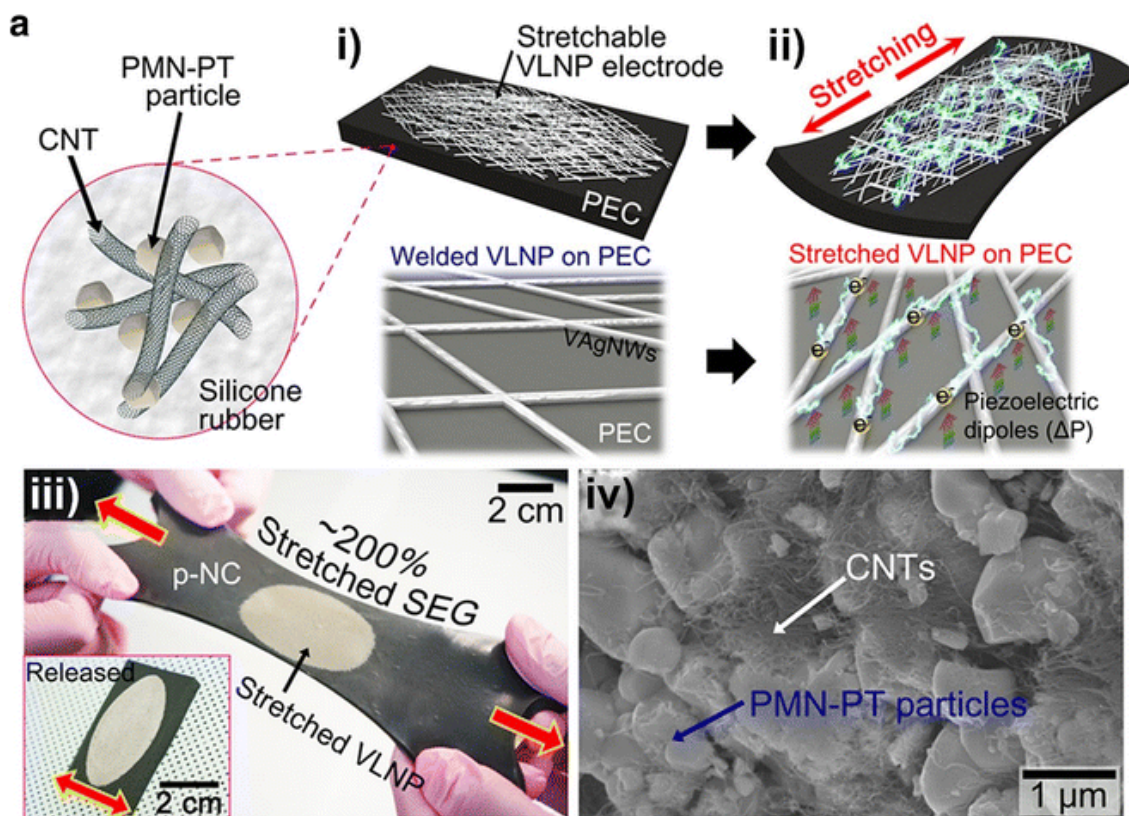 a
PMN-PT
particle
CNT
Silicone
rubber
i)
Stretchable
VLNP electrode
PEC
Welded VLNP on PEC
VAgNWs
PEC
ii)
Stretching
Stretched VLNP on PEC
e-
e-
e-
e-
e-
e-
Piezoelectric
dipoles (ΔP)
iii)
2 cm
~200%
Stretched SEG
p-NC
Stretched VLNP
Released
2 cm
iv)
CNTs
PMN-PT particles
1 µm